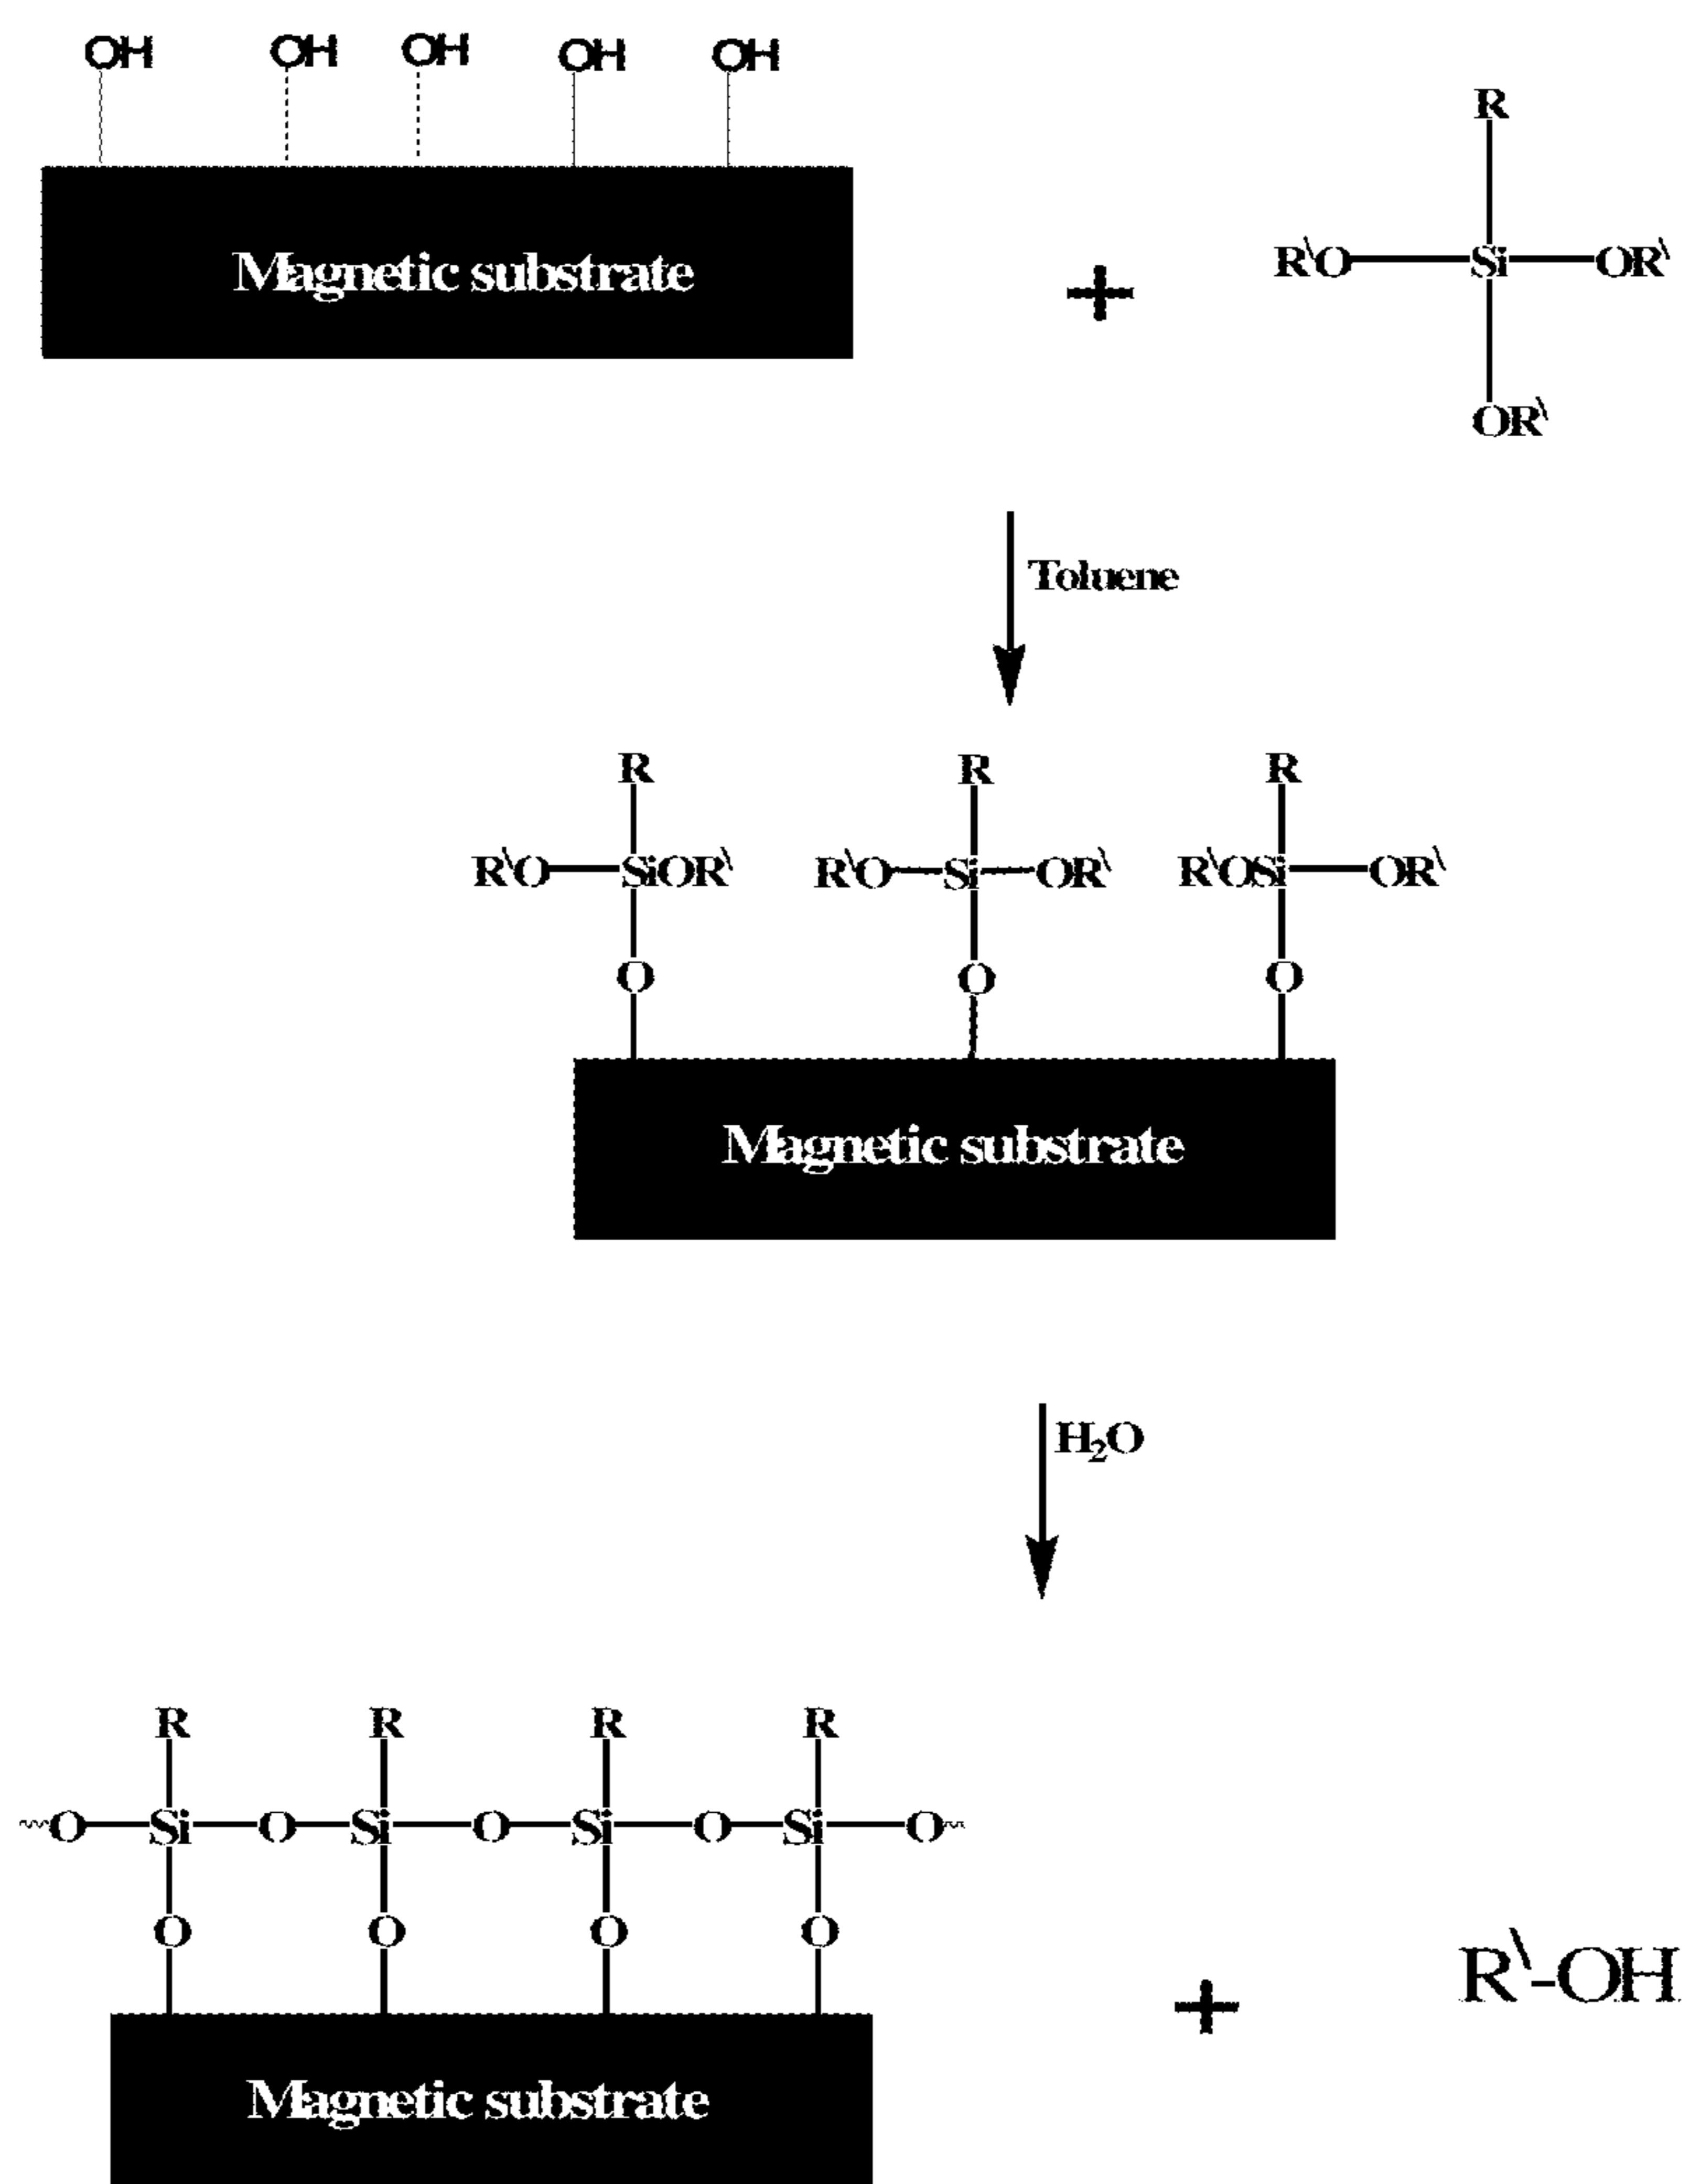 OH OH OH OH OH
R
Magnetic substrate + R\O Si OR\
OR\
Toluene
R R R
R\O SiOR\ R\O Si OR\ R\OSi OR\
O O O
Magnetic substrate
H₂O
R R R R
O Si O Si O Si O Si O
O O O O
+ R\-OH
Magnetic substrate